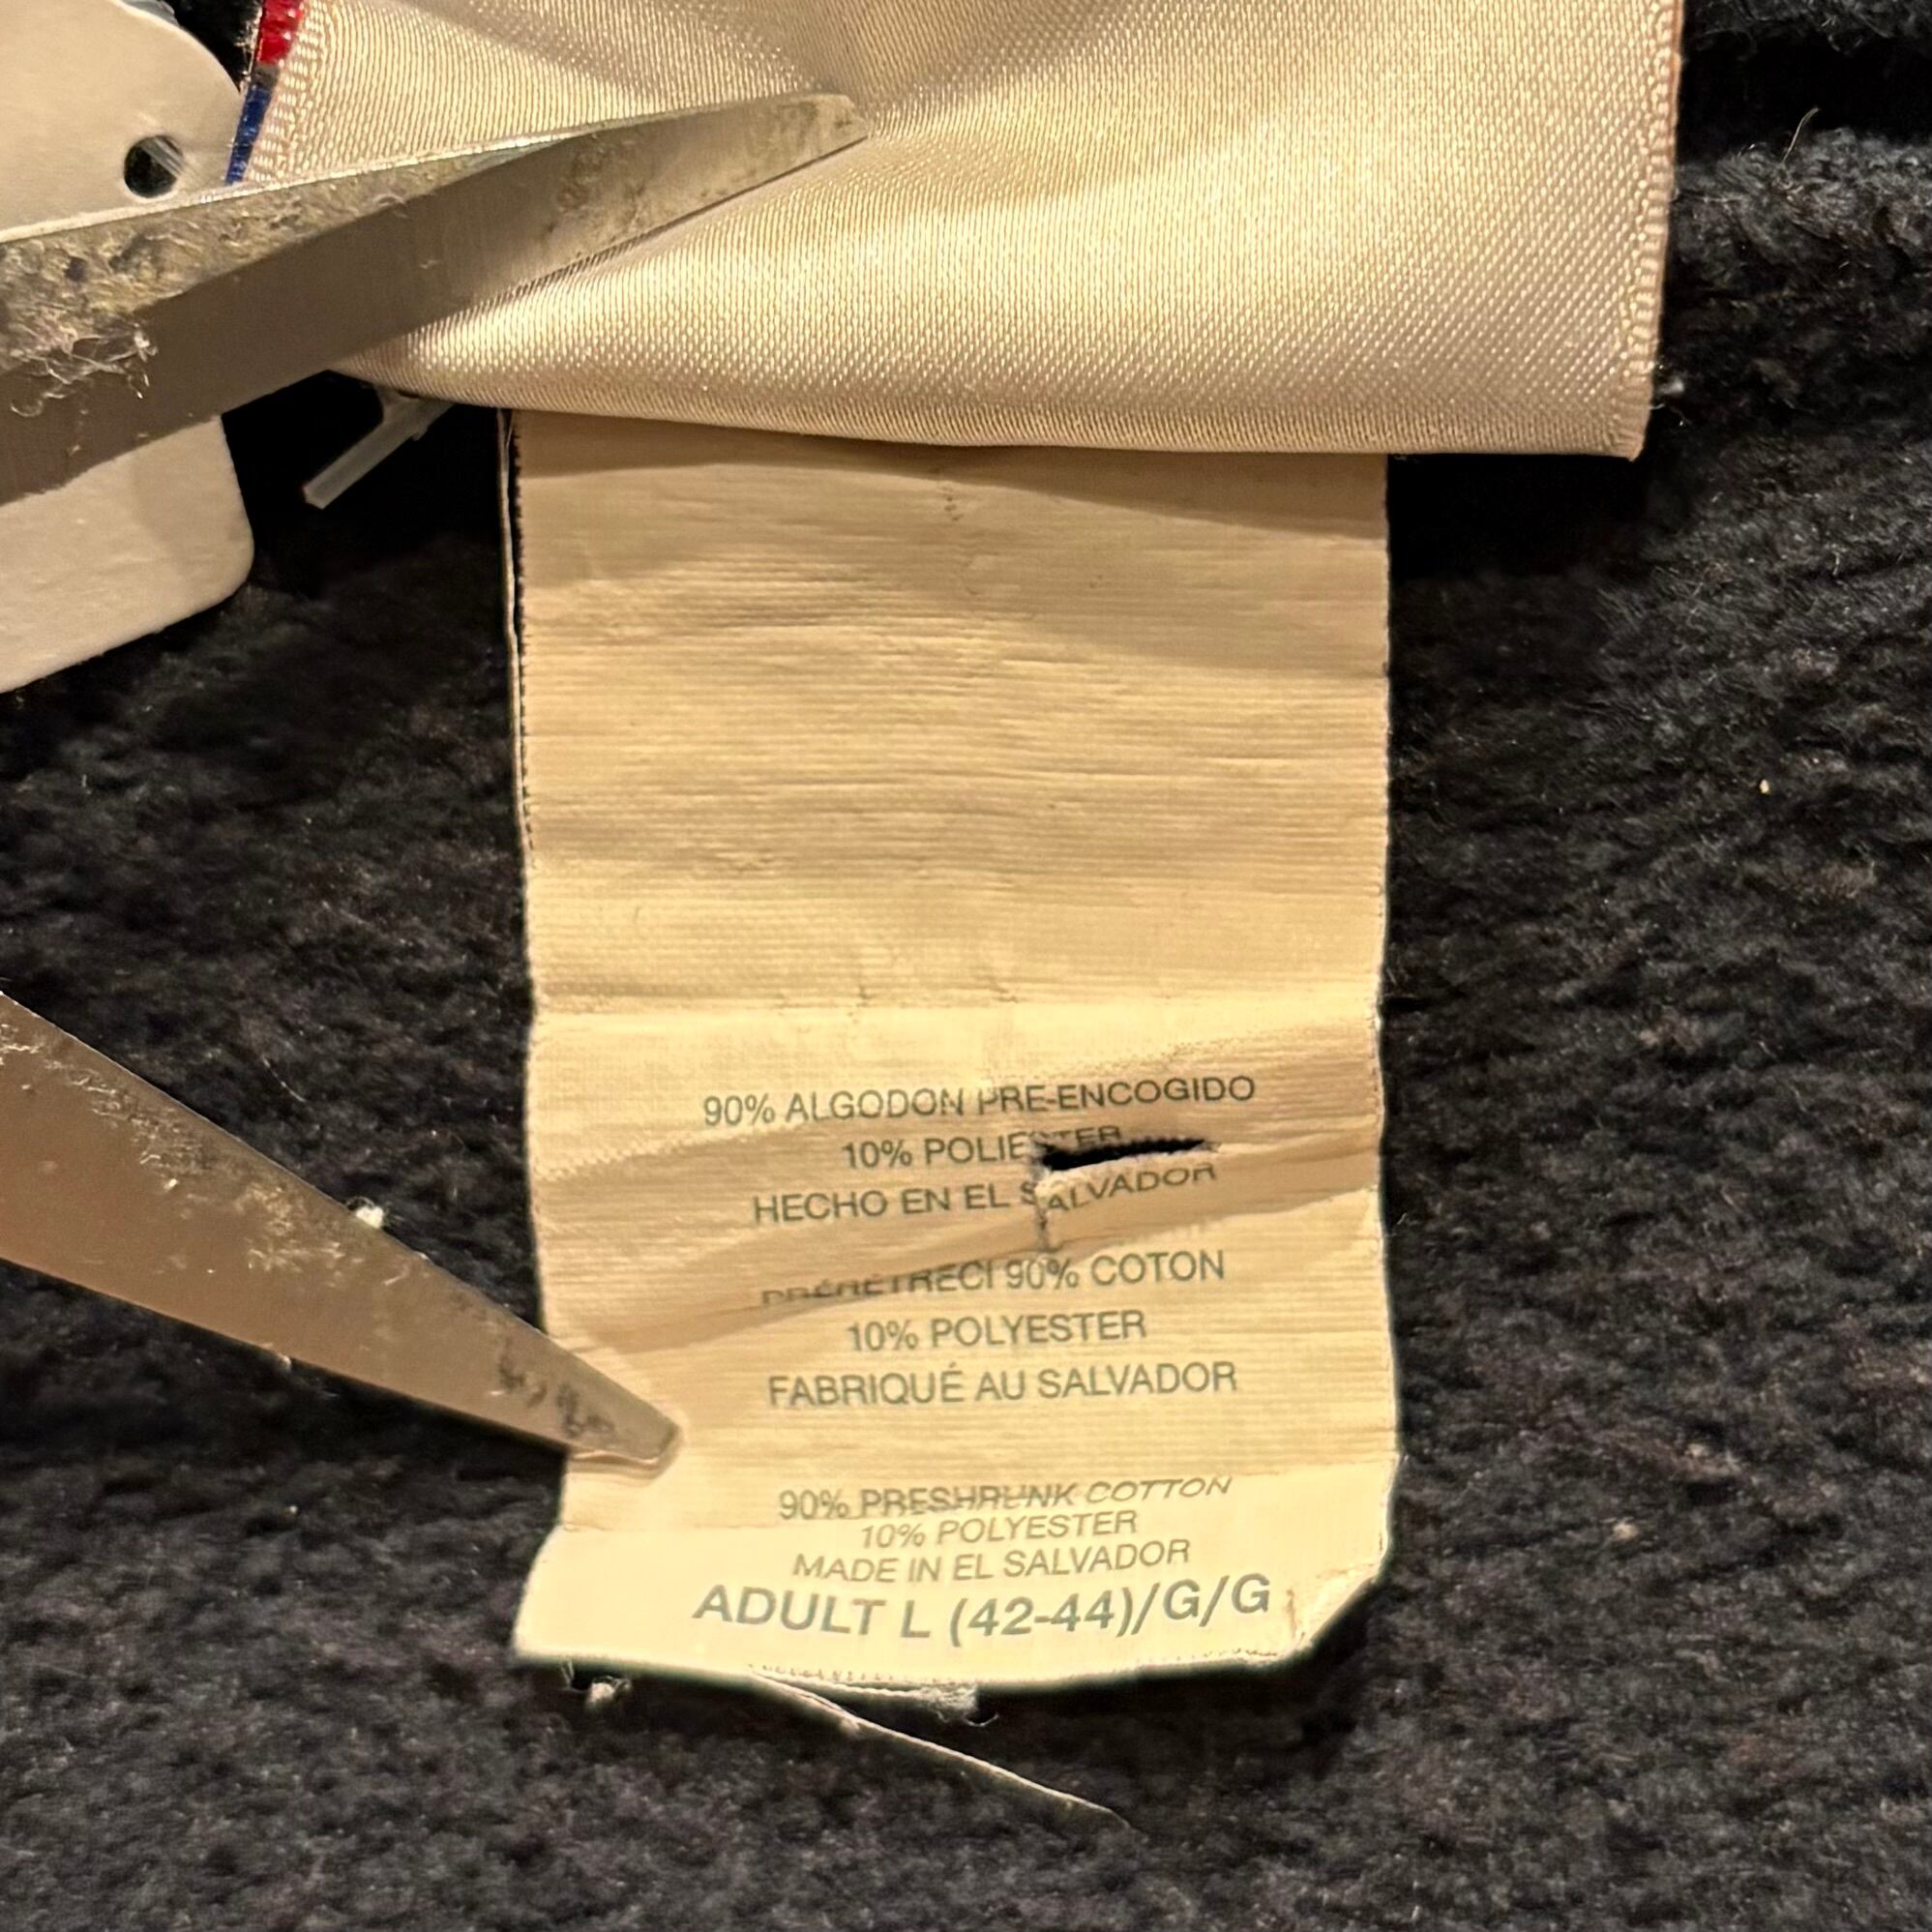 90% ALGODON PRE-ENCOGIDO
10% POLIESTER
HECHO EN EL SALVADOR
PRÉRÉTRECI 90% COTON
10% POLYESTER
FABRIQUÉ AU SALVADOR
90% PRESHRUNK COTTON
10% POLYESTER
MADE IN EL SALVADOR
ADULT L (42-44)/G/G